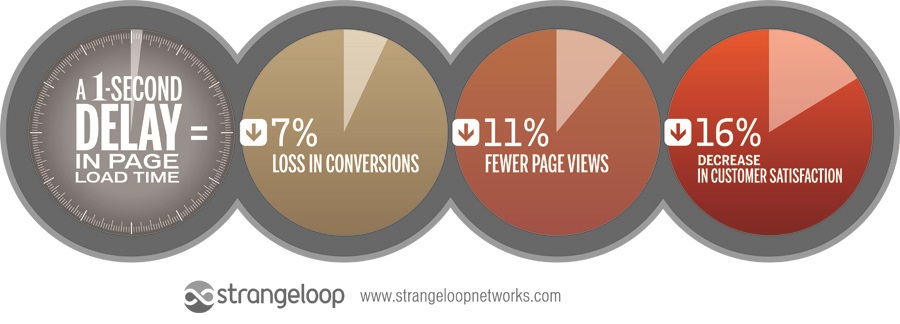 A 1-SECOND
DELAY =
IN PAGE
LOAD TIME
7%
LOSS IN CONVERSIONS
11%
FEWER PAGE VIEWS
16%
DECREASE
IN CUSTOMER SATISFACTION
strangeloop www.strangeloopnetworks.com